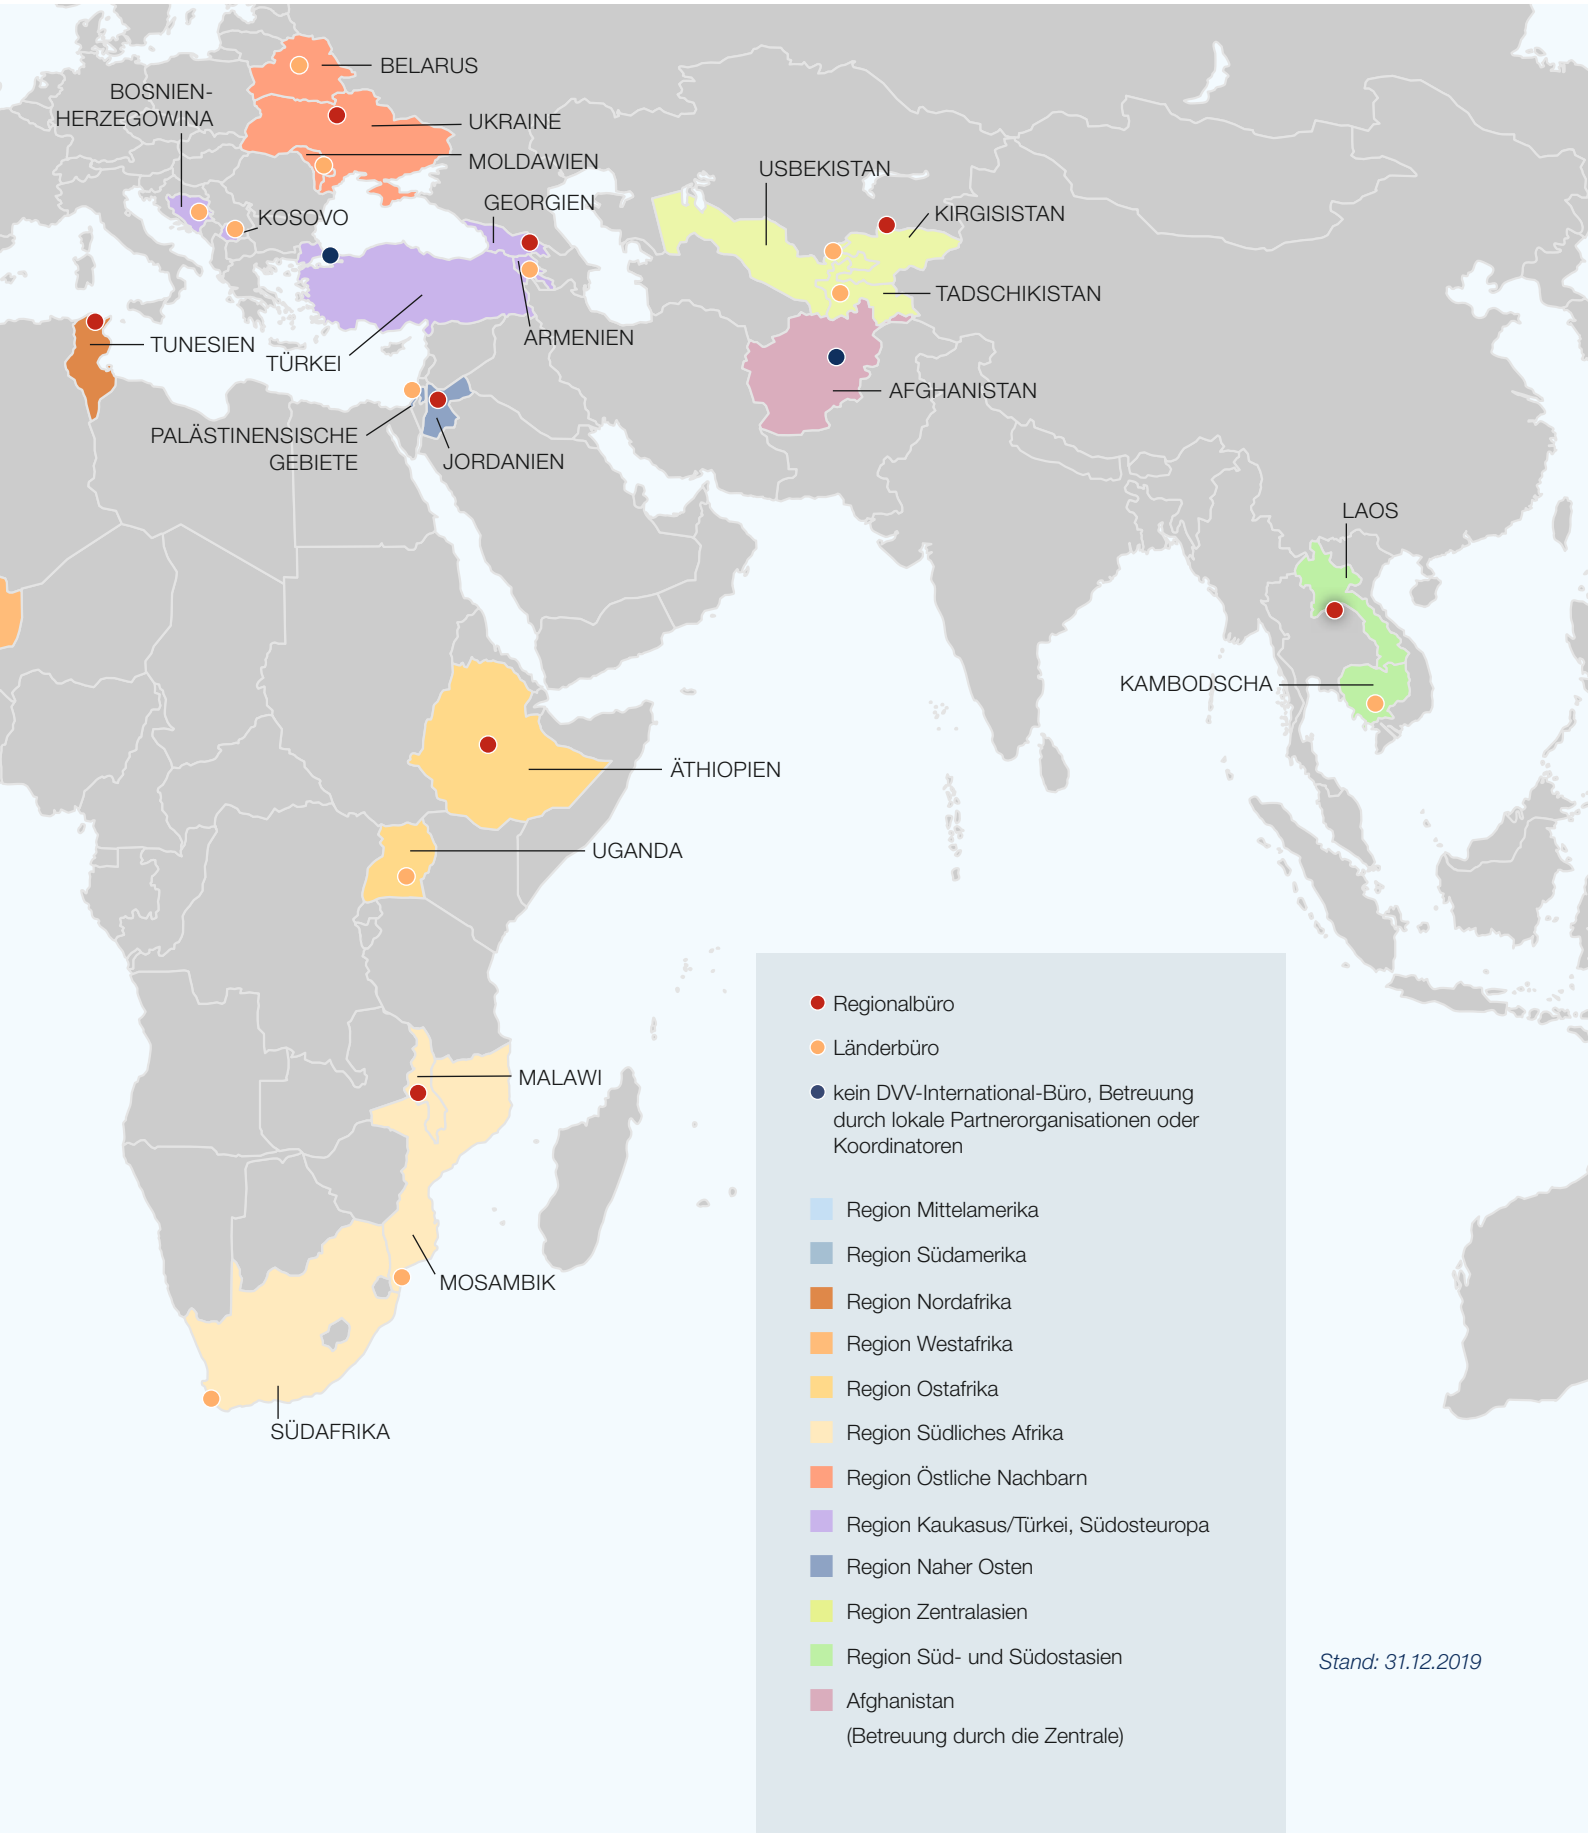 BELARUS
BOSNIEN-
HERZEGOWINA
UKRAINE
MOLDAWIEN
USBEKISTAN
GEORGIEN
KOSOVO
KIRGISISTAN
TADSCHIKISTAN
ARMENIEN
TUNESIEN
TÜRKEI
AFGHANISTAN
PALÄSTINENSISCHE
GEBIETE
JORDANIEN
LAOS
KAMBODSCHA
ÄTHIOPIEN
UGANDA
MALAWI
MOSAMBIK
SÜDAFRIKA
Regionalbüro
Länderbüro
kein DVV-International-Büro, Betreuung
durch lokale Partnerorganisationen oder
Koordinatoren
Region Mittelamerika
Region Südamerika
Region Nordafrika
Region Westafrika
Region Ostafrika
Region Südliches Afrika
Region Östliche Nachbarn
Region Kaukasus/Türkei, Südosteuropa
Region Naher Osten
Region Zentralasien
Region Süd- und Südostasien
Afghanistan
(Betreuung durch die Zentrale)
Stand: 31.12.2019